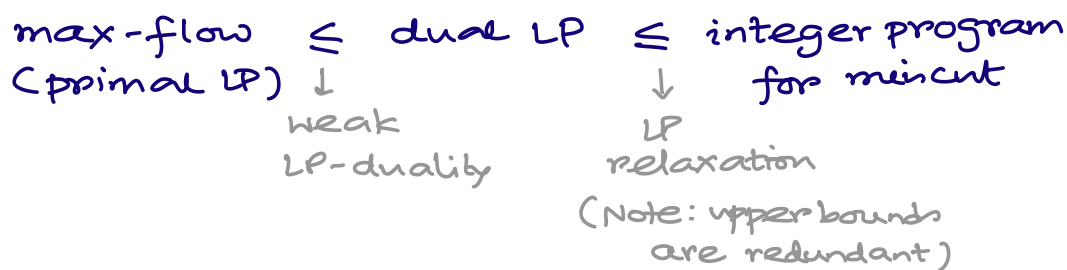 max-flow ≤ dual LP ≤ integer program
(primal LP) ↓ ↓ for mincut
weak LP
LP-duality relaxation
(Note: upper bounds
are redundant)